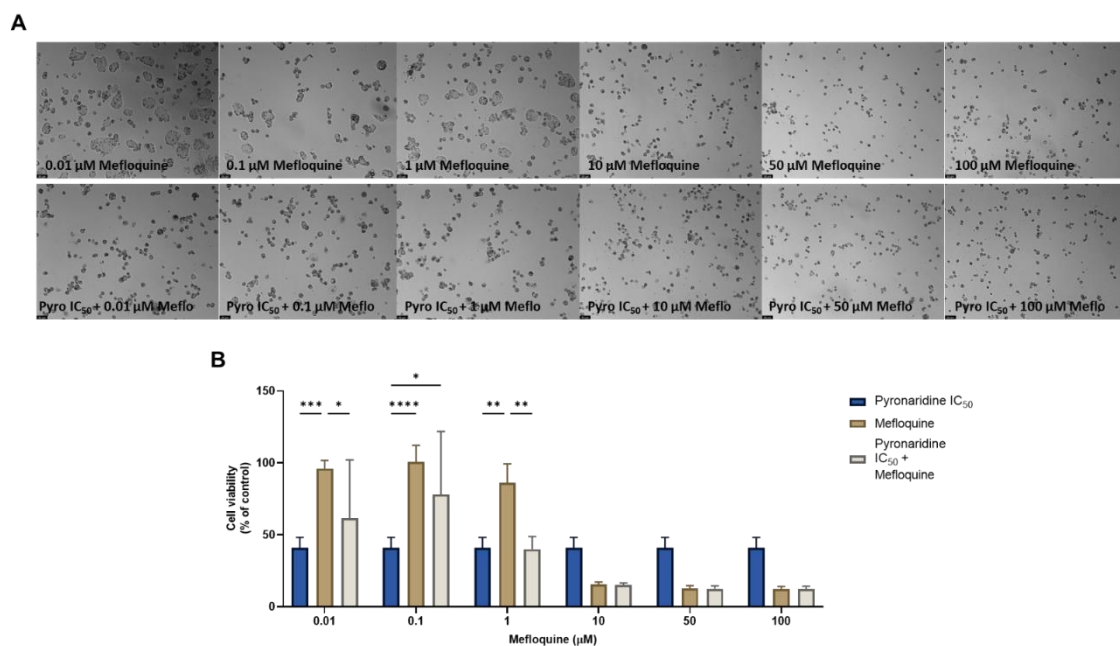 A
0.01 µM Mefloquine
0.1 µM Mefloquine
1 µM Mefloquine
10 µM Mefloquine
50 µM Mefloquine
100 µM Mefloquine
Pyro IC50 + 0.01 µM Meflo
Pyro IC50 + 0.1 µM Meflo
Pyro IC50 + 1 µM Meflo
Pyro IC50 + 10 µM Meflo
Pyro IC50 + 50 µM Meflo
Pyro IC50 + 100 µM Meflo
B
Cell viability
(% of control)
150
100
50
0
*** *
*
****
** **
0.01 0.1 1 10 50 100
Mefloquine (µM)
Pyronaridine IC50
Mefloquine
Pyronaridine
IC50 +
Mefloquine